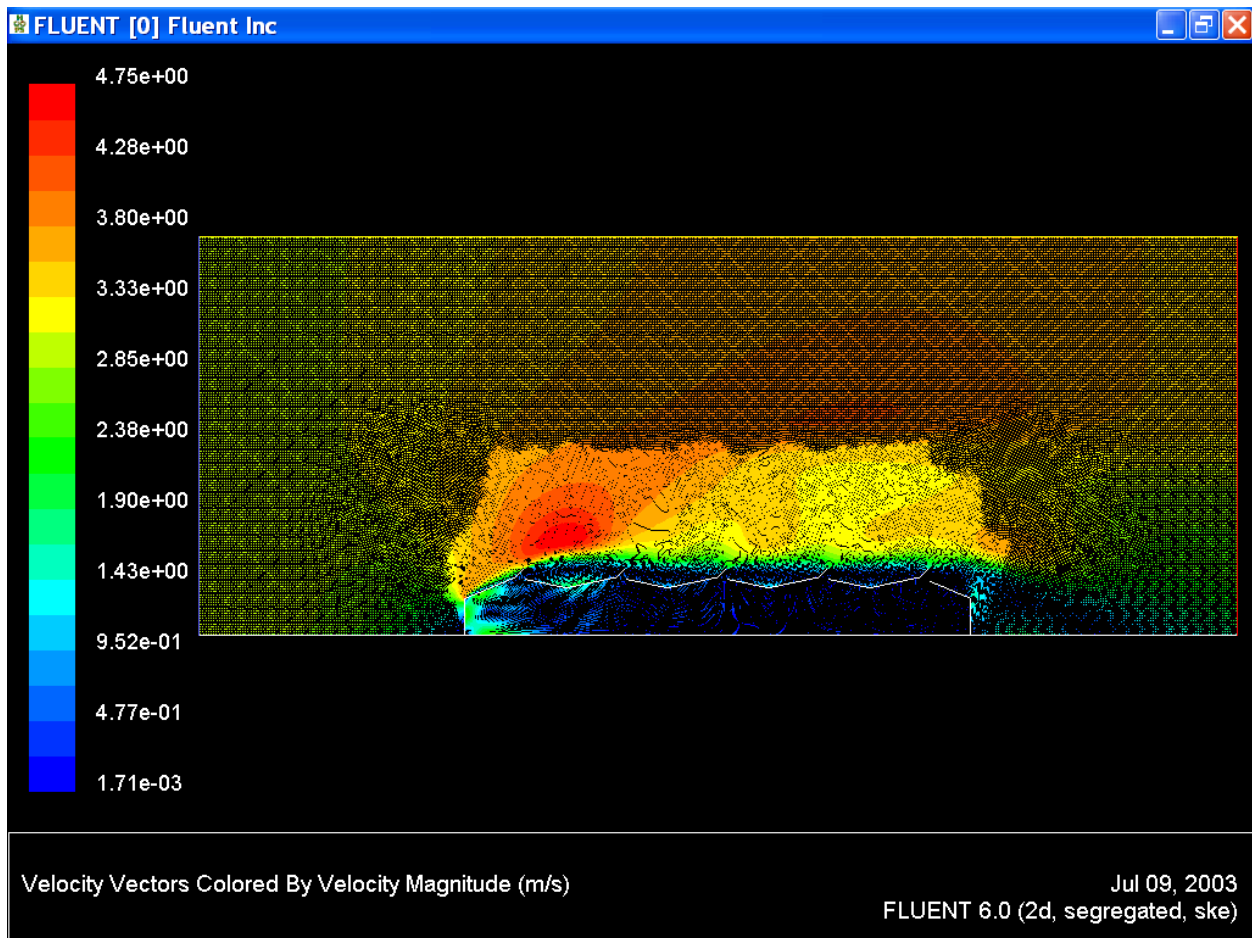 FLUENT [0] Fluent Inc
4.75e+00
4.28e+00
3.80e+00
3.33e+00
2.85e+00
2.38e+00
1.90e+00
1.43e+00
9.52e-01
4.77e-01
1.71e-03
Velocity Vectors Colored By Velocity Magnitude (m/s)
Jul 09, 2003
FLUENT 6.0 (2d, segregated, ske)